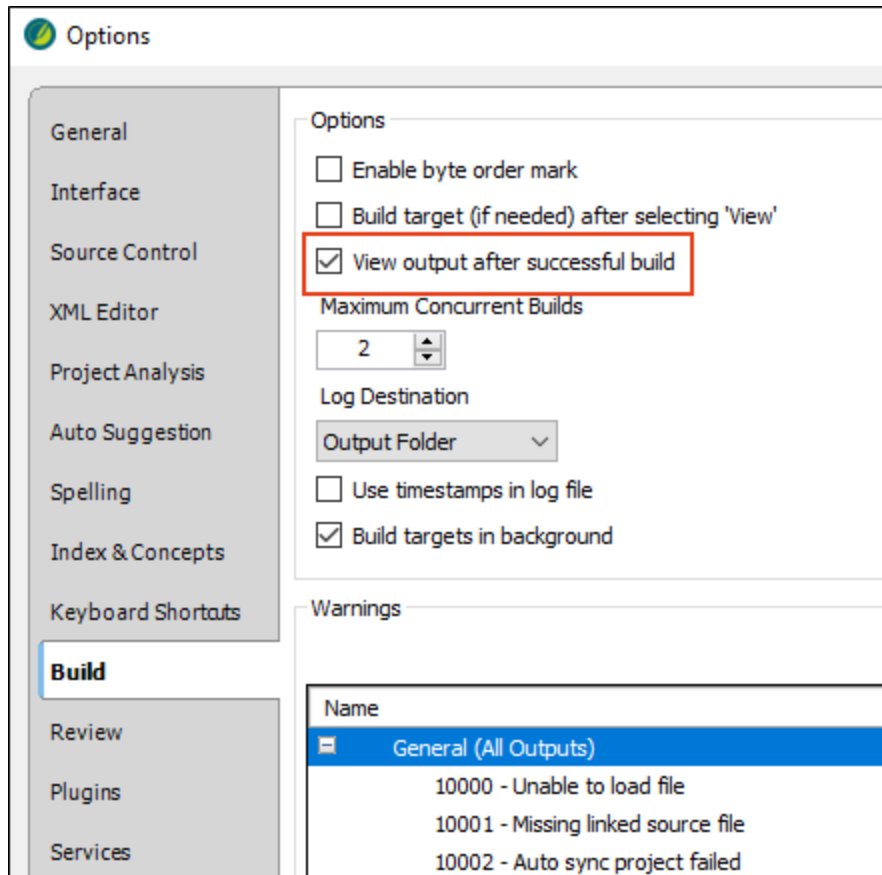 Options
General
Interface
Source Control
XML Editor
Project Analysis
Auto Suggestion
Spelling
Index & Concepts
Keyboard Shortcuts
Build
Review
Plugins
Services
Options
Enable byte order mark
Build target (if needed) after selecting 'View'
View output after successful build
Maximum Concurrent Builds
2
Log Destination
Output Folder
Use timestamps in log file
Build targets in background
Warnings
Name
General (All Outputs)
10000 - Unable to load file
10001 - Missing linked source file
10002 - Auto sync project failed